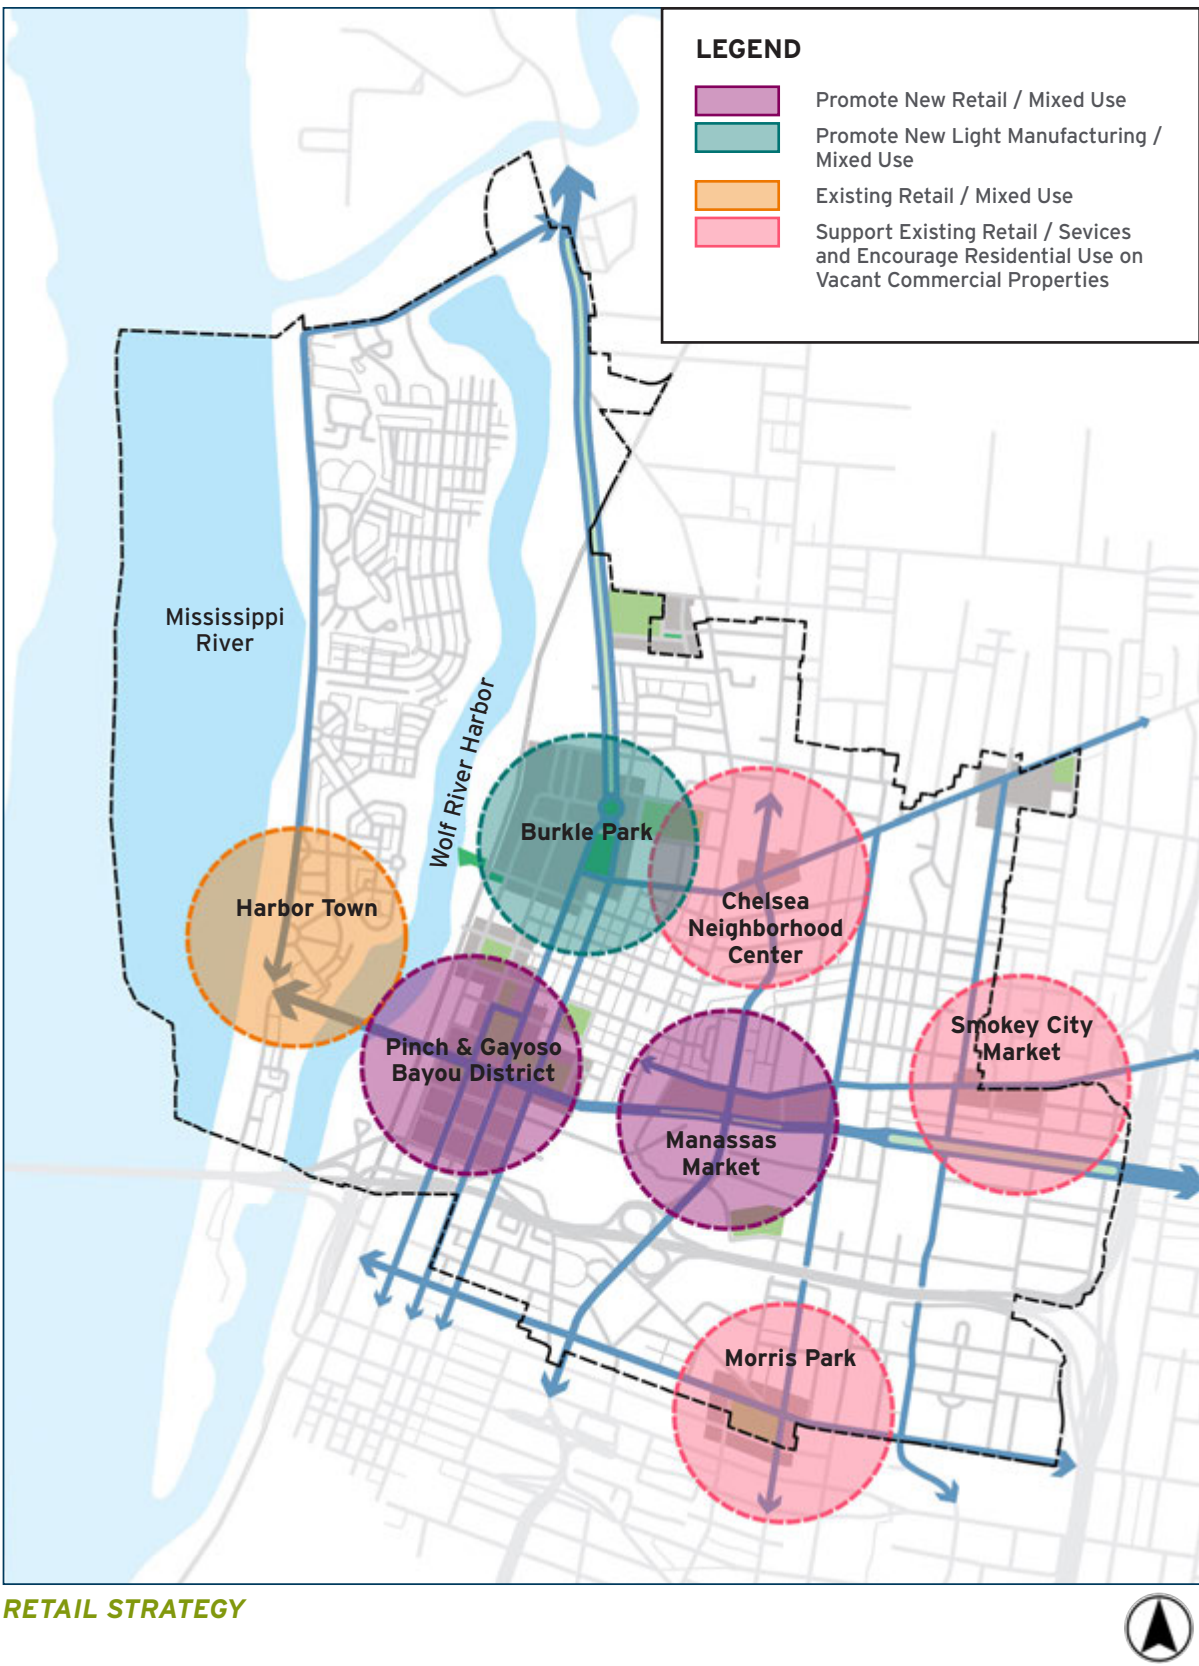 LEGEND
Promote New Retail / Mixed Use
Promote New Light Manufacturing /
Mixed Use
Existing Retail / Mixed Use
Support Existing Retail / Sevices
and Encourage Residential Use on
Vacant Commercial Properties
Mississippi
River
Wolf River Harbor
Burkle Park
Harbor Town
Chelsea
Neighborhood
Center
Smokey City
Market
Pinch & Gayoso
Bayou District
Manassas
Market
Morris Park
RETAIL STRATEGY